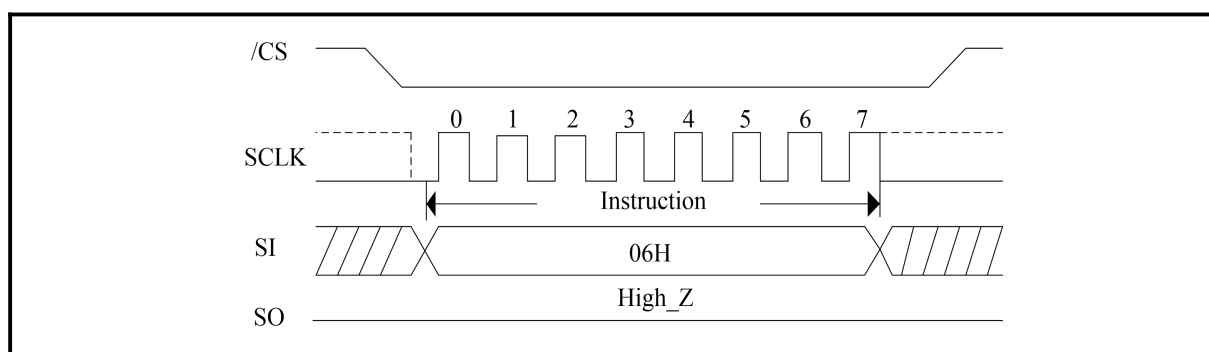 /CS
0 1 2 3 4 5 6 7
SCLK
Instruction
SI
06H
High_Z
SO